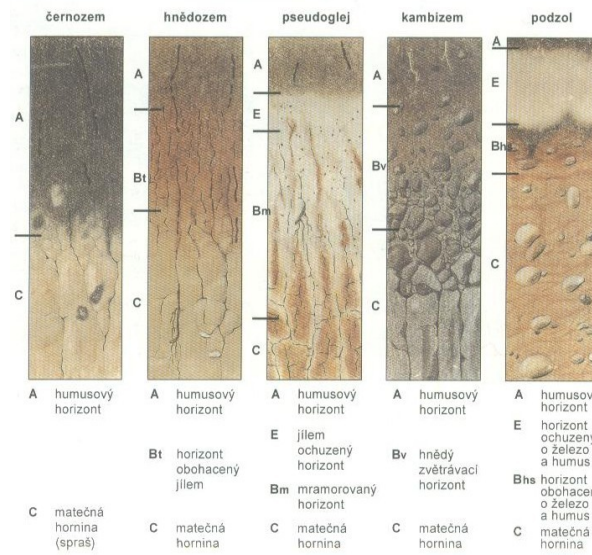 černozem
hnědozem
pseudoglej
kambizem
podzol
A
C
A
Bt
C
A
E
Bm
C
A
Bv
C
A
E
Bhs
C
A humusový
horizont
C matečná
hornina
(spraš)
A humusový
horizont
Bt horizont
obohacený
jílem
C matečná
hornina
A humusový
horizont
E jílem
ochuzený
horizont
Bm mramorovaný
horizont
C matečná
hornina
A humusový
horizont
Bv hnědý
zvětrávací
horizont
C matečná
hornina
A humusov
horizont
E horizont
ochuzený
o železo
a humus
Bhs horizont
obohacen
o železo
a humus
C matečná
hornina